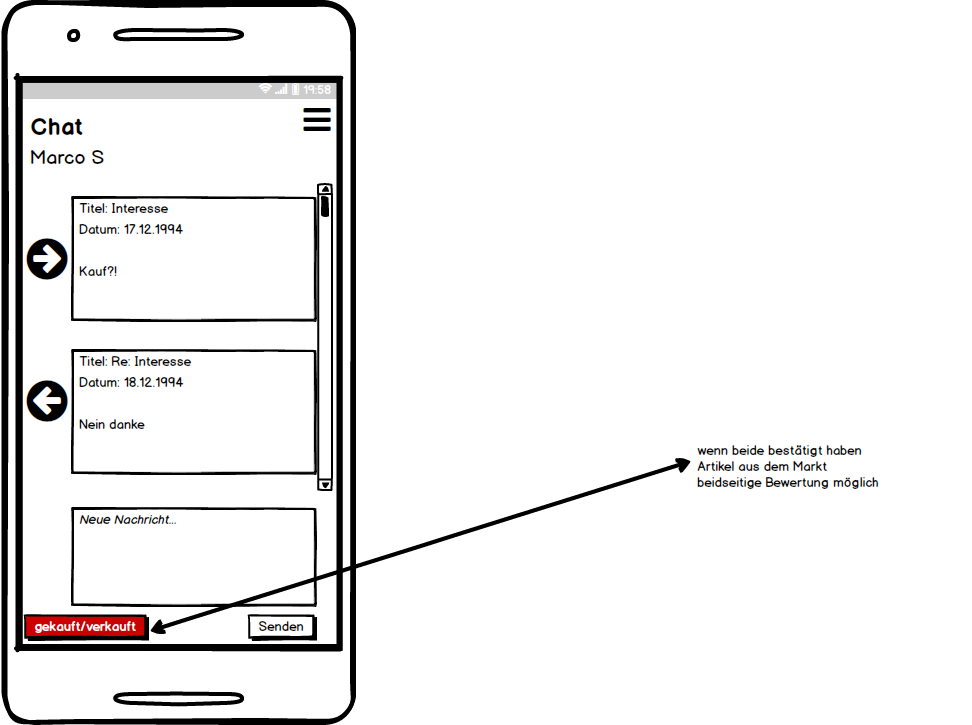 19:58
Chat
Marco S
Titel: Interesse
Datum: 17.12.1994
Kauf?!
Titel: Re: Interesse
Datum: 18.12.1994
Nein danke
Neue Nachricht...
gekauft/verkauft
Senden
wenn beide bestätigt haben
Artikel aus dem Markt
beidseitige Bewertung möglich